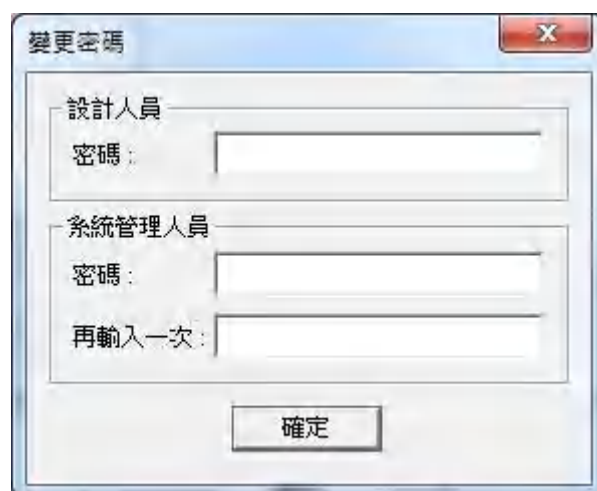 變更密碼
設計人員
密碼：
系統管理人員
密碼：
再輸入一次：
確定